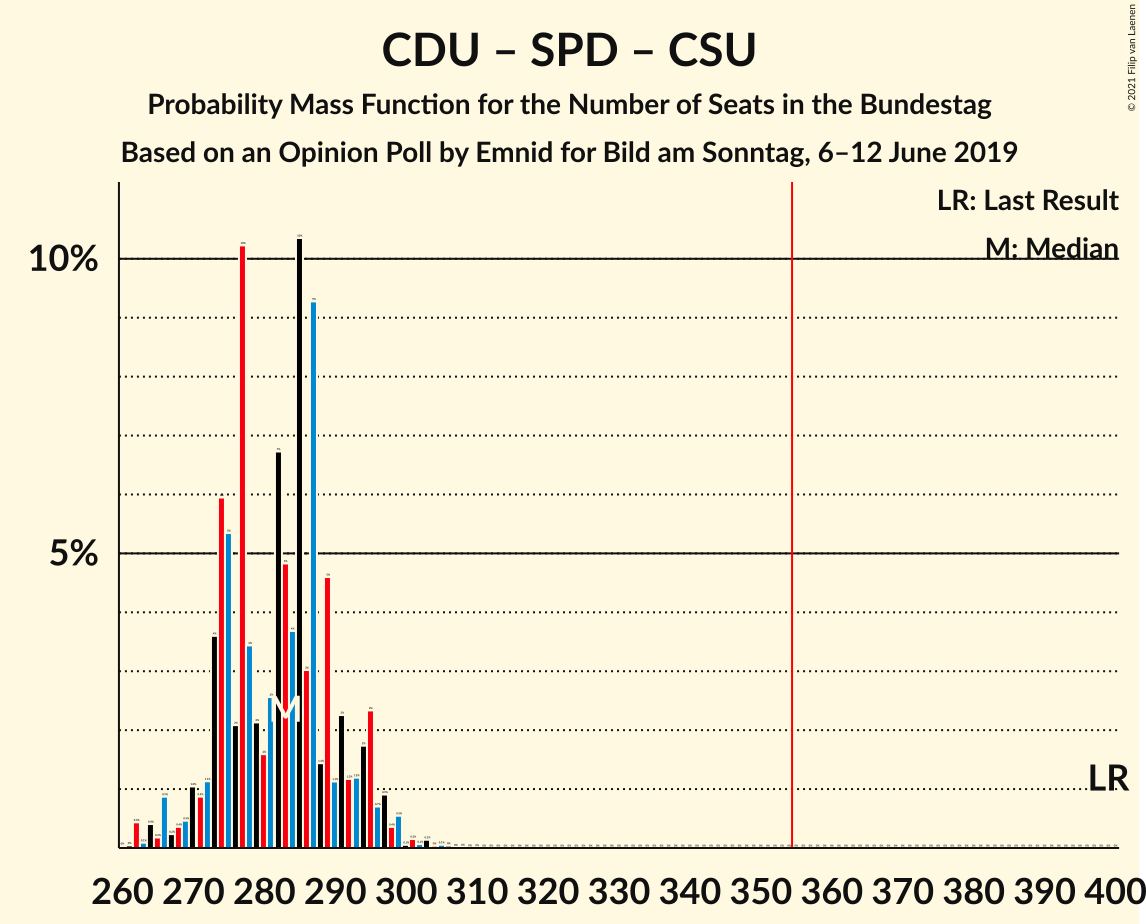 CDU – SPD – CSU
Probability Mass Function for the Number of Seats in the Bundestag
Based on an Opinion Poll by Emnid for Bild am Sonntag, 6–12 June 2019
© 2021 Filip van Laenen
LR: Last Result
M: Median
10%
5%
M
LR
260 270 280 290 300 310 320 330 340 350 360 370 380 390 400